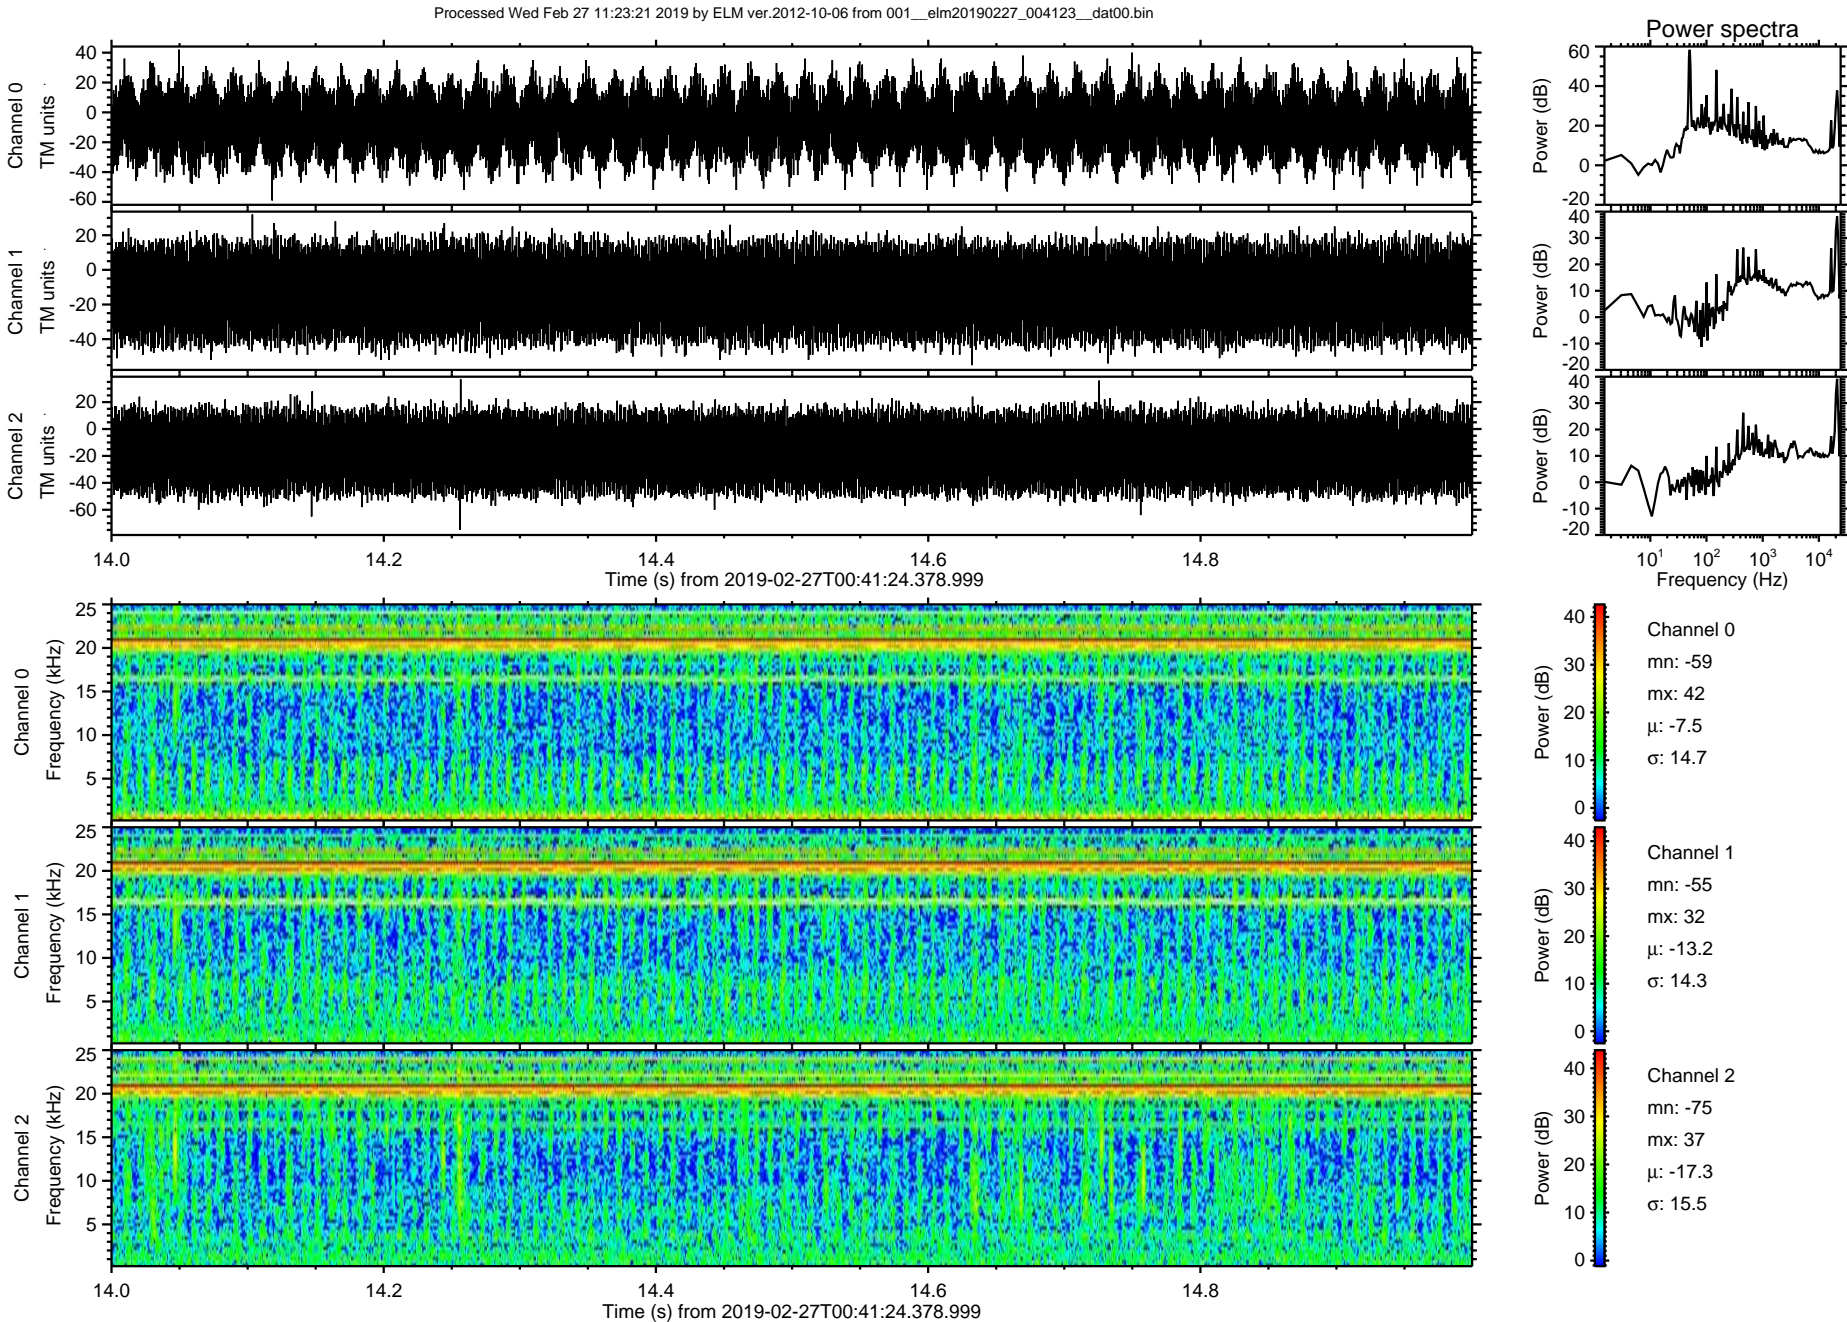 Processed Wed Feb 27 11:23:21 2019 by ELM ver.2012-10-06 from 001__elm20190227_004123__dat00.bin
Power spectra
Channel 0
TM units
40
20
0
-20
-40
-60
Power (dB)
60
40
20
0
-20
Channel 1
TM units
20
0
-20
-40
Power (dB)
40
30
20
10
0
-10
-20
Channel 2
TM units
20
0
-20
-40
-60
Power (dB)
40
30
20
10
0
-10
-20
14.0 14.2 14.4 14.6 14.8
Time (s) from 2019-02-27T00:41:24.378.999
10^1 10^2 10^3 10^4
Frequency (Hz)
Channel 0
Frequency (kHz)
25
20
15
10
5
Power (dB)
40
30
20
10
0
Channel 0
mn: -59
mx: 42
μ: -7.5
σ: 14.7
Channel 1
Frequency (kHz)
25
20
15
10
5
Power (dB)
40
30
20
10
0
Channel 1
mn: -55
mx: 32
μ: -13.2
σ: 14.3
Channel 2
Frequency (kHz)
25
20
15
10
5
Power (dB)
40
30
20
10
0
Channel 2
mn: -75
mx: 37
μ: -17.3
σ: 15.5
14.0 14.2 14.4 14.6 14.8
Time (s) from 2019-02-27T00:41:24.378.999